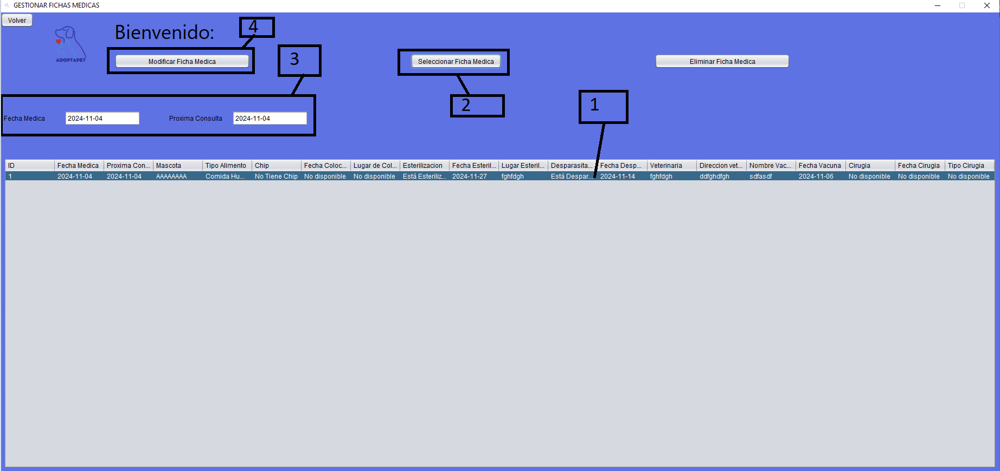 GESTIONAR FICHAS MEDICAS
Volver
ADOPTAPET
Bienvenido:
4
Modificar Ficha Medica
3
Seleccionar Ficha Medica
Eliminar Ficha Medica
2
1
Fecha Medica 2024-11-04 Proxima Consulta 2024-11-04
ID Fecha Medica Proxima Con... Mascota Tipo Alimento Chip Fecha Coloc... Lugar de Col... Esterilizacion Fecha Esteril... Lugar Esteril... Desparasita... Fecha Desp... Veterinaria Direccion vet... Nombre Vac... Fecha Vacuna Cirugia Fecha Cirugia Tipo Cirugia
1 2024-11-04 2024-11-04 AAAAAAAA Comida Hu... No Tiene Chip No disponible No disponible Está Esteriliz... 2024-11-27 fghfdgh Está Despar... 2024-11-14 fghfdgh ddfghdfgh sdfasdf 2024-11-06 No disponible No disponible No disponible